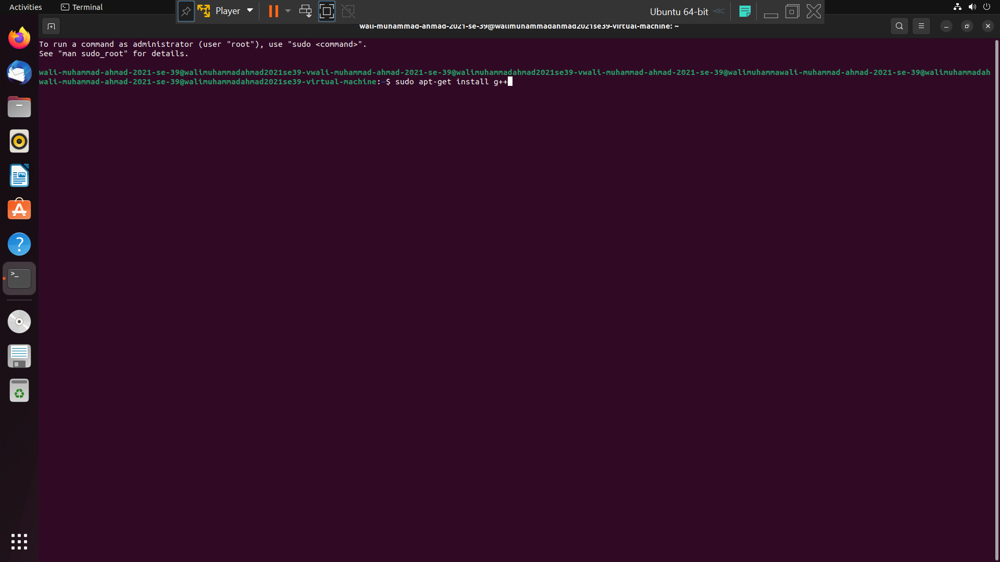 Activities
Terminal
Player
Ubuntu 64-bit
wali-muhammad-ahmad-2021-se-39@walimuhammadahmad2021se39-virtual-machine: ~
To run a command as administrator (user "root"), use "sudo <command>".
See "man sudo_root" for details.
wali-muhammad-ahmad-2021-se-39@walimuhammadahmad2021se39-vwali-muhammad-ahmad-2021-se-39@walimuhammadahmad2021se39-vwali-muhammad-ahmad-2021-se-39@walimuhammawali-muhammad-ahmad-2021-se-39@walimuhammadah
wali-muhammad-ahmad-2021-se-39@walimuhammadahmad2021se39-virtual-machine:~$ sudo apt-get install g++